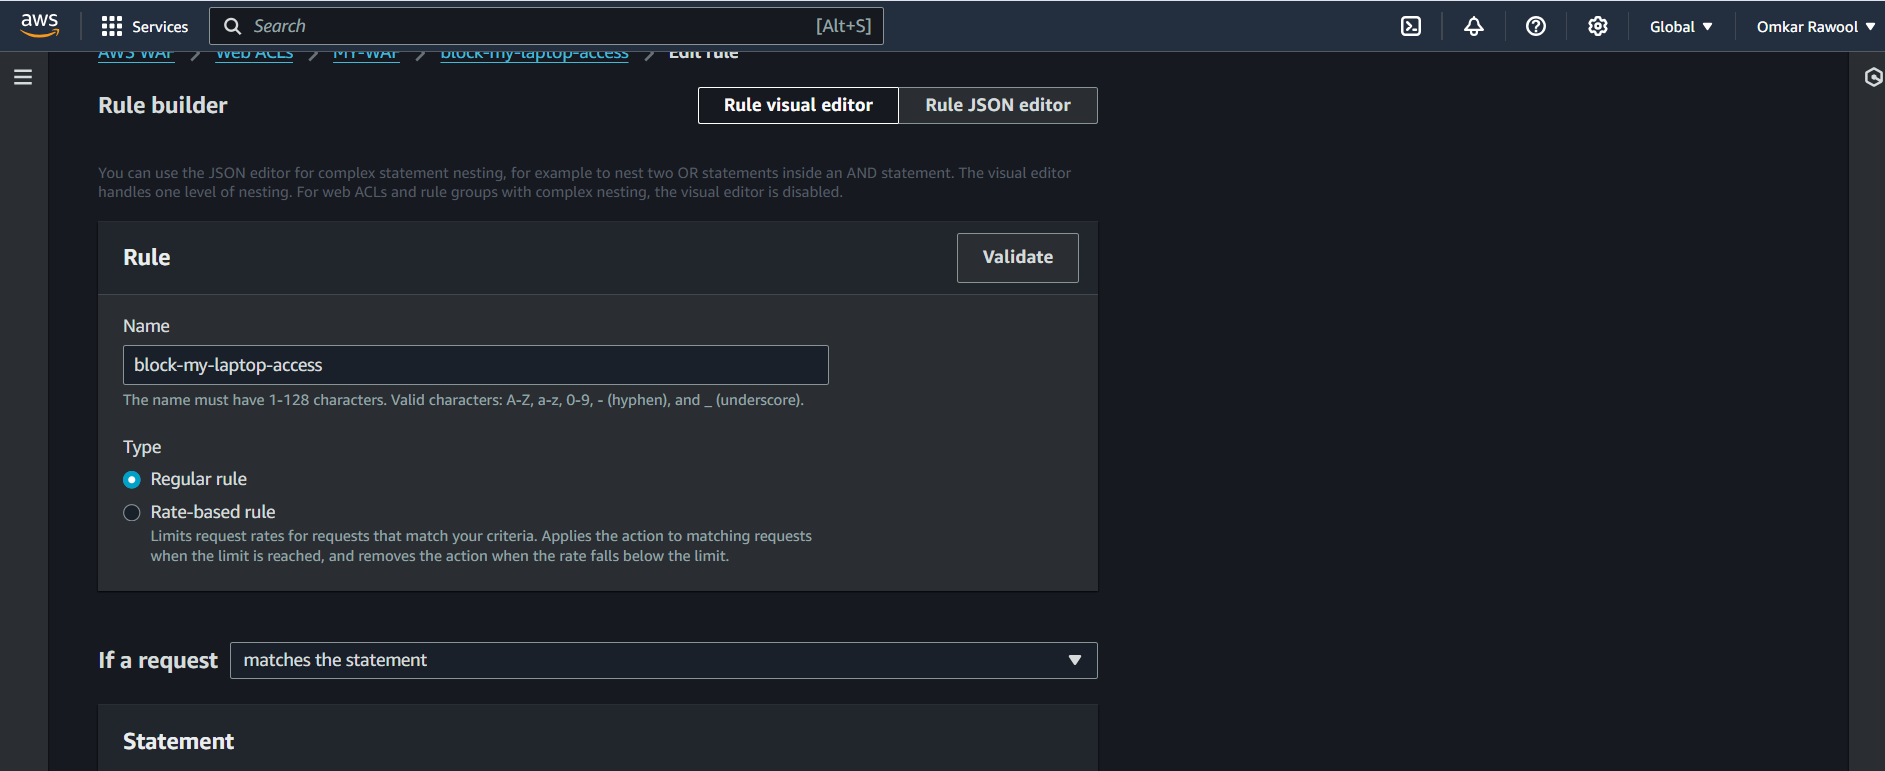 aws Services Search [Alt+S] Global Omkar Rawool
AWS WAF Web ACLs MY-WAF block-my-laptop-access Edit rule
Rule builder Rule visual editor Rule JSON editor
You can use the JSON editor for complex statement nesting, for example to nest two OR statements inside an AND statement. The visual editor
handles one level of nesting. For web ACLs and rule groups with complex nesting, the visual editor is disabled.
Rule Validate
Name
block-my-laptop-access
The name must have 1-128 characters. Valid characters: A-Z, a-z, 0-9, - (hyphen), and _ (underscore).
Type
Regular rule
Rate-based rule
Limits request rates for requests that match your criteria. Applies the action to matching requests
when the limit is reached, and removes the action when the rate falls below the limit.
If a request matches the statement
Statement